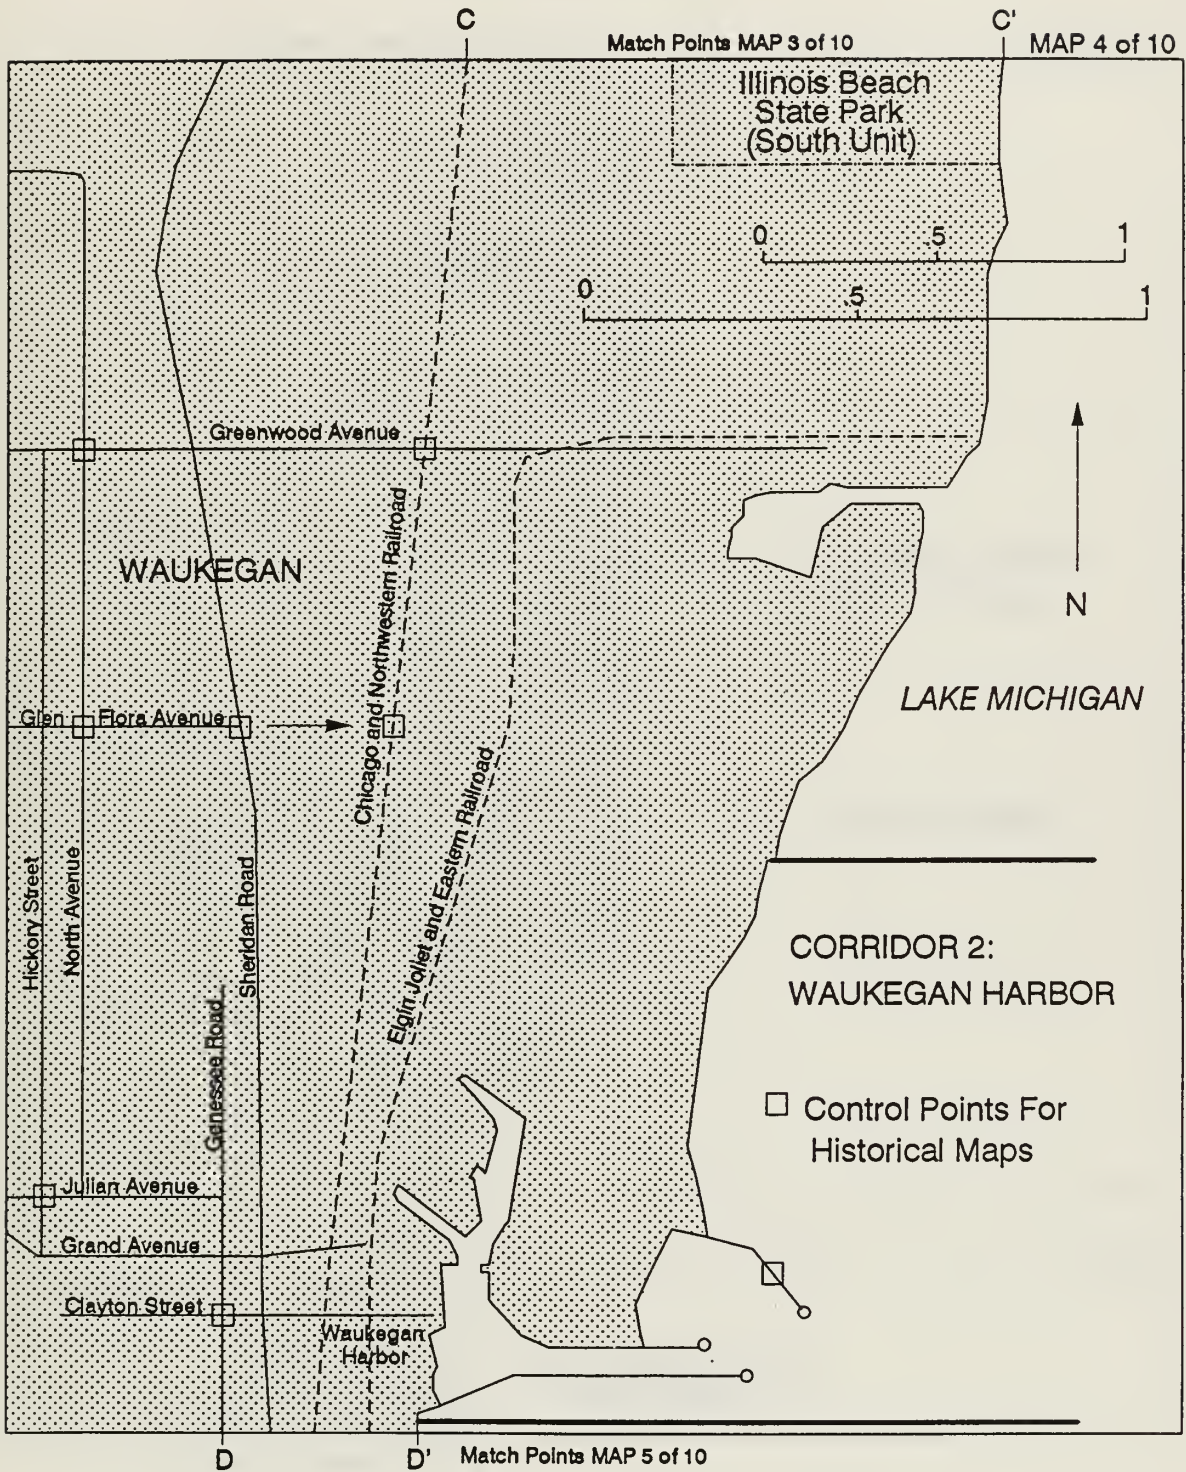 C
C'
Match Points MAP 3 of 10
MAP 4 of 10
Illinois Beach
State Park
(South Unit)
0 .5 1
0 .5 1
Greenwood Avenue
WAUKEGAN
Chicago and Northwestern Railroad
N
LAKE MICHIGAN
Glen Flora Avenue
Elgin Joliet and Eastern Railroad
Hickory Street
North Avenue
Sheridan Road
Genessee Road
CORRIDOR 2:
WAUKEGAN HARBOR
Control Points For
Historical Maps
Julian Avenue
Grand Avenue
Clayton Street
Waukegan
Harbor
D
D'
Match Points MAP 5 of 10